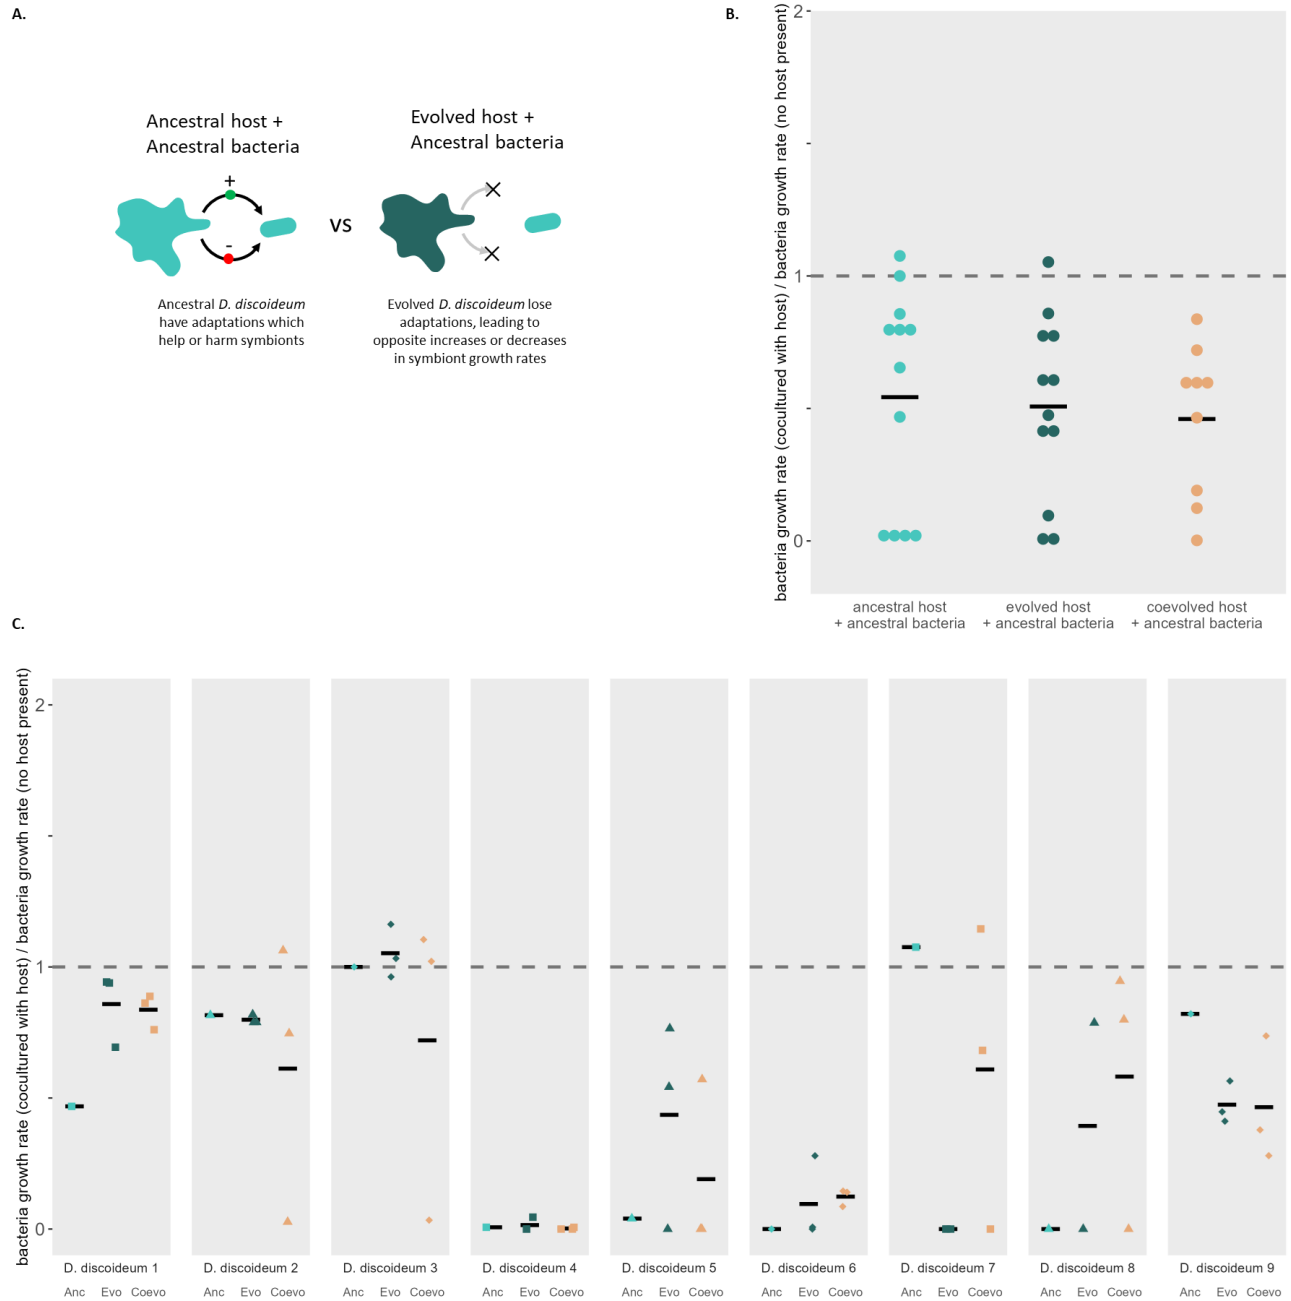 A.
Ancestral host +
Ancestral bacteria
+
-
Ancestral D. discoideum
have adaptations which
help or harm symbionts
VS
Evolved host +
Ancestral bacteria
Evolved D. discoideum lose
adaptations, leading to
opposite increases or decreases
in symbiont growth rates
B.
bacteria growth rate (cocultured with host) / bacteria growth rate (no host present)
2
1
0
ancestral host
+ ancestral bacteria
evolved host
+ ancestral bacteria
coevolved host
+ ancestral bacteria
C.
bacteria growth rate (cocultured with host) / bacteria growth rate (no host present)
2
1
0
D. discoideum 1
Anc Evo Coevo
D. discoideum 2
Anc Evo Coevo
D. discoideum 3
Anc Evo Coevo
D. discoideum 4
Anc Evo Coevo
D. discoideum 5
Anc Evo Coevo
D. discoideum 6
Anc Evo Coevo
D. discoideum 7
Anc Evo Coevo
D. discoideum 8
Anc Evo Coevo
D. discoideum 9
Anc Evo Coevo